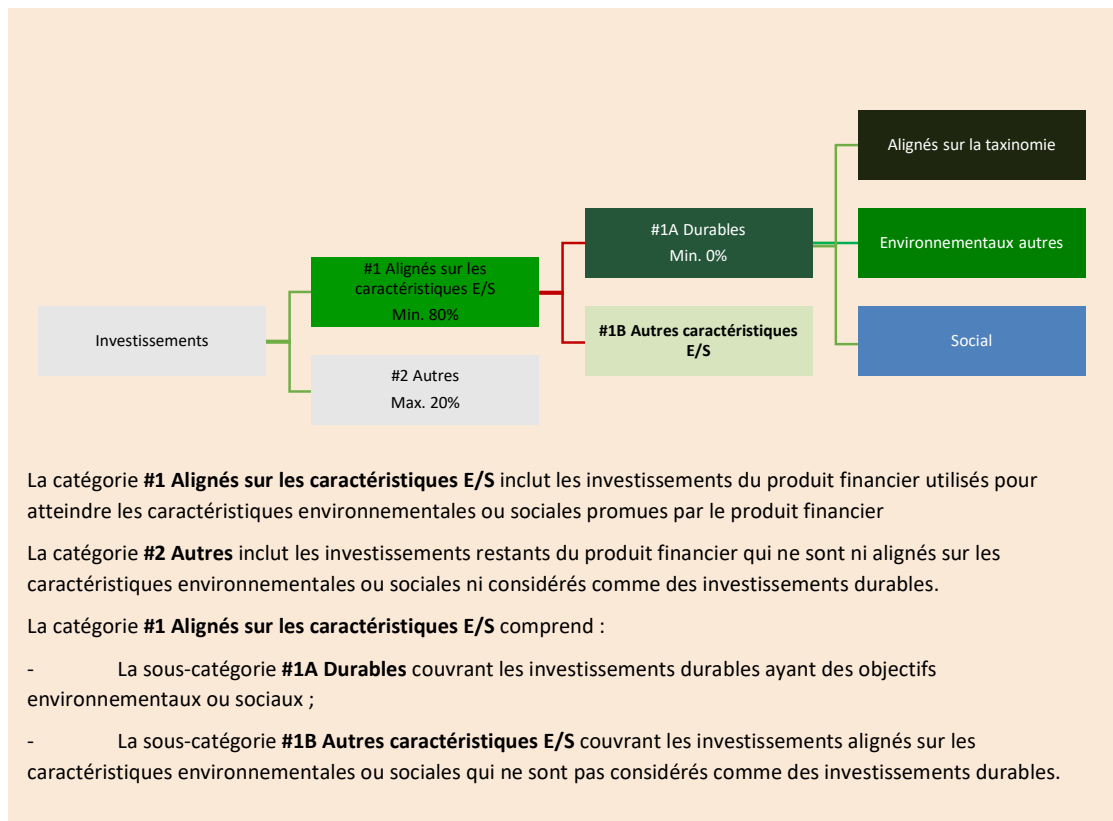 Investissements
#1 Alignés sur les
caractéristiques E/S
Min. 80%
#2 Autres
Max. 20%
#1A Durables
Min. 0%
#1B Autres caractéristiques
E/S
Alignés sur la taxinomie
Environnementaux autres
Social
La catégorie #1 Alignés sur les caractéristiques E/S inclut les investissements du produit financier utilisés pour
atteindre les caractéristiques environnementales ou sociales promues par le produit financier
La catégorie #2 Autres inclut les investissements restants du produit financier qui ne sont ni alignés sur les
caractéristiques environnementales ou sociales ni considérés comme des investissements durables.
La catégorie #1 Alignés sur les caractéristiques E/S comprend :
- La sous-catégorie #1A Durables couvrant les investissements durables ayant des objectifs
environnementaux ou sociaux ;
- La sous-catégorie #1B Autres caractéristiques E/S couvrant les investissements alignés sur les
caractéristiques environnementales ou sociales qui ne sont pas considérés comme des investissements durables.